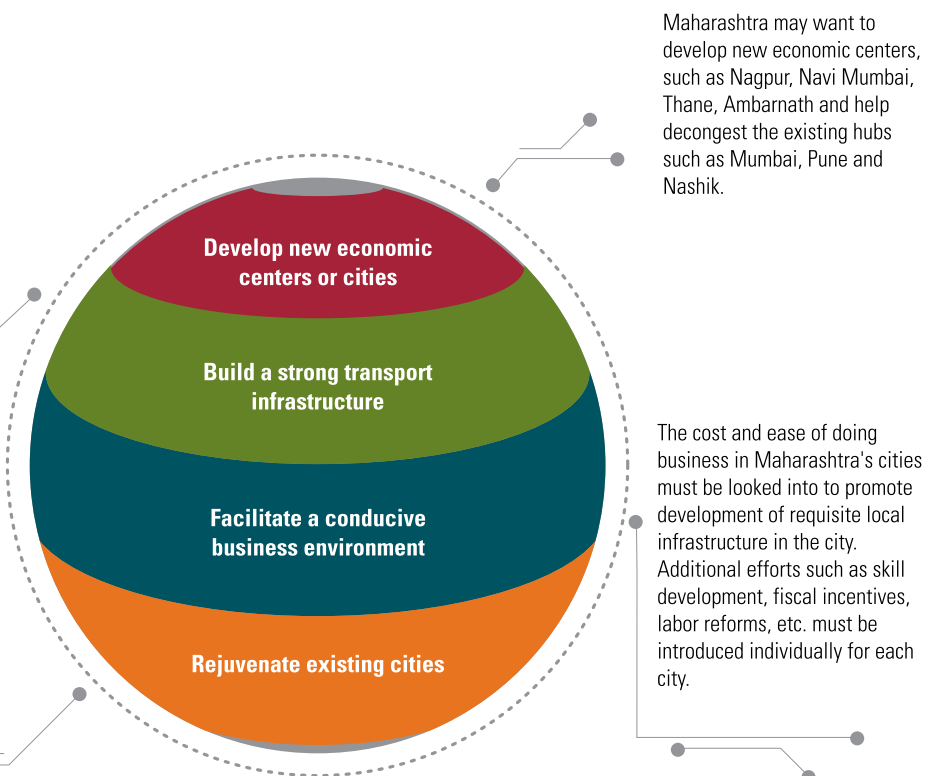 Maharashtra may want to
develop new economic centers,
such as Nagpur, Navi Mumbai,
Thane, Ambarnath and help
decongest the existing hubs
such as Mumbai, Pune and
Nashik.
Develop new economic
centers or cities
Build a strong transport
infrastructure
Facilitate a conducive
business environment
Rejuvenate existing cities
The cost and ease of doing
business in Maharashtra's cities
must be looked into to promote
development of requisite local
infrastructure in the city.
Additional efforts such as skill
development, fiscal incentives,
labor reforms, etc. must be
introduced individually for each
city.